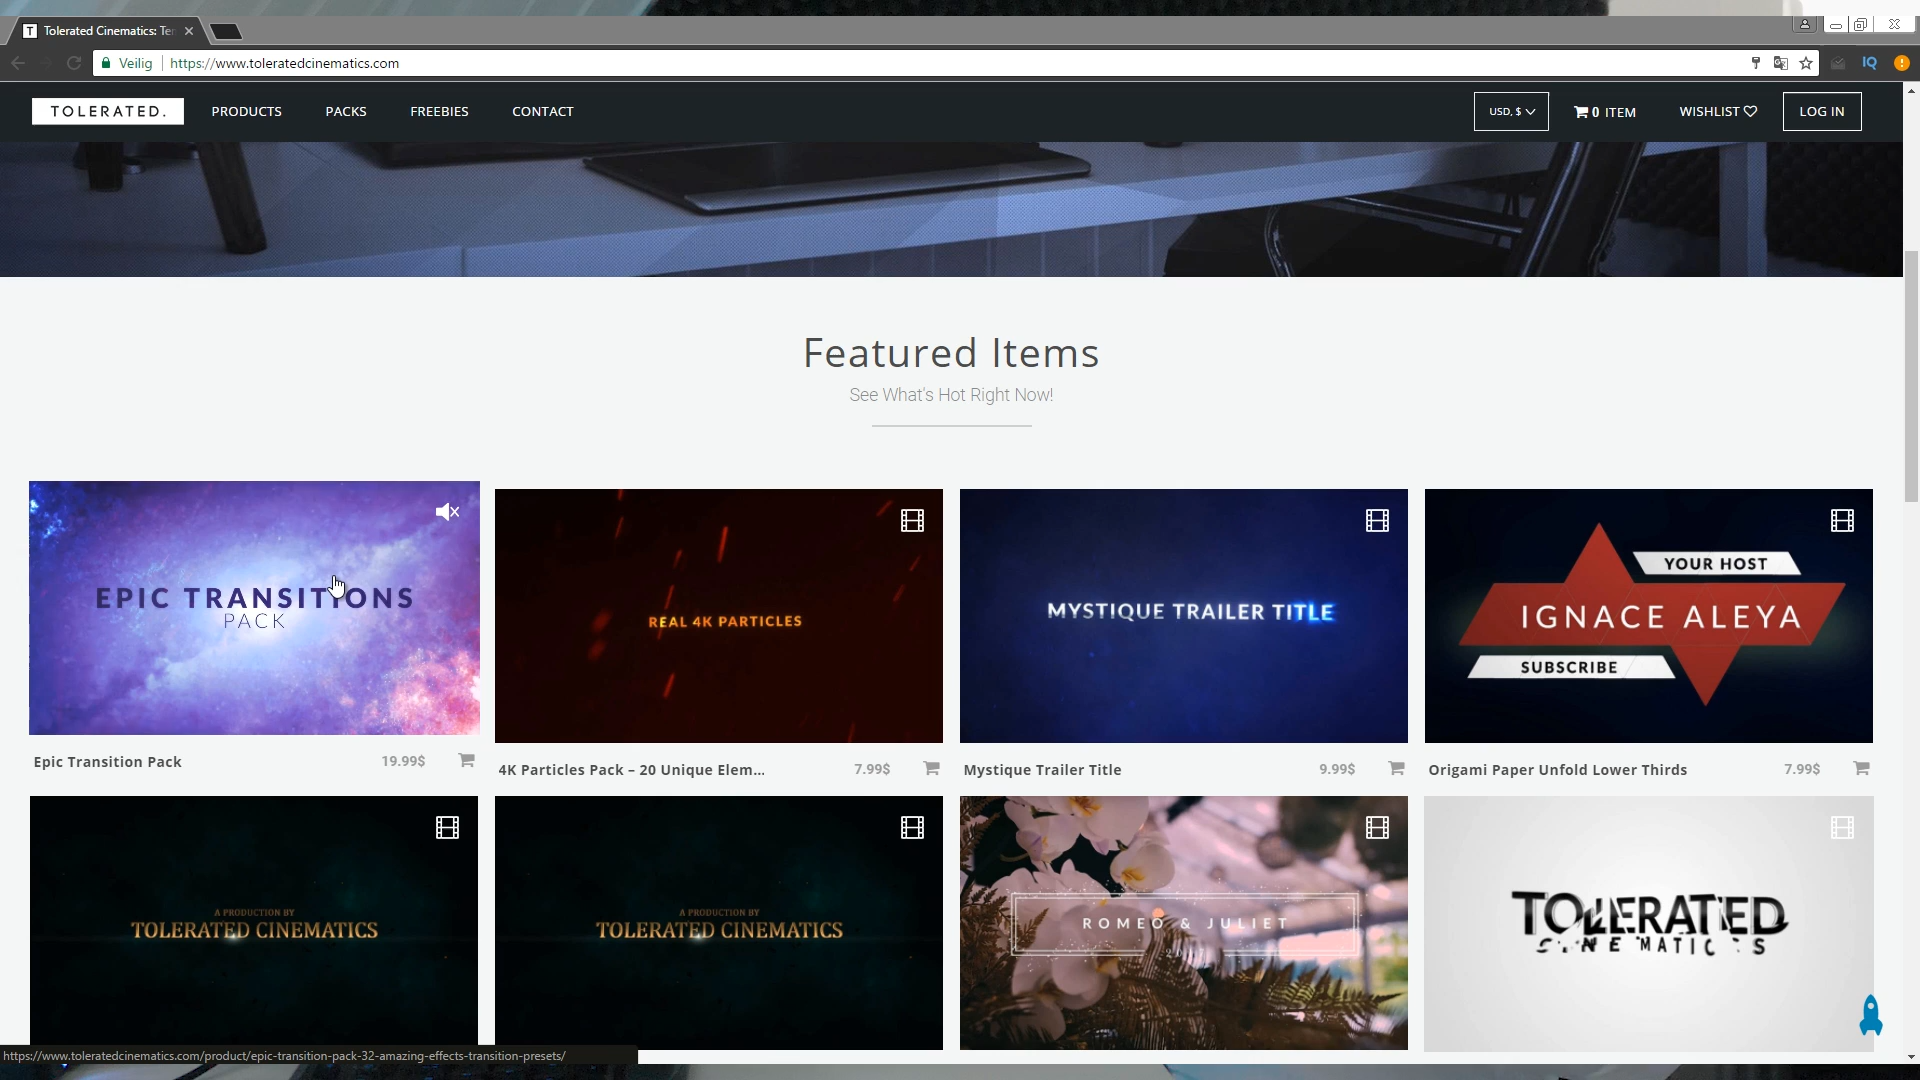 T Tolerated Cinematics: Ter
Veilig https://www.toleratedcinematics.com
IQ
TOLERATED. PRODUCTS PACKS FREEBIES CONTACT USD, $ 0 ITEM WISHLIST LOG IN
Featured Items
See What's Hot Right Now!
EPIC TRANSITIONS
PACK
REAL 4K PARTICLES
MYSTIQUE TRAILER TITLE
YOUR HOST
IGNACE ALEYA
SUBSCRIBE
Epic Transition Pack 19.99$
4K Particles Pack – 20 Unique Elem... 7.99$
Mystique Trailer Title 9.99$
Origami Paper Unfold Lower Thirds 7.99$
A PRODUCTION BY
TOLERATED CINEMATICS
A PRODUCTION BY
TOLERATED CINEMATICS
ROMEO & JULIET
TOLERATED
CINEMATICS
https://www.toleratedcinematics.com/product/epic-transition-pack-32-amazing-effects-transition-presets/